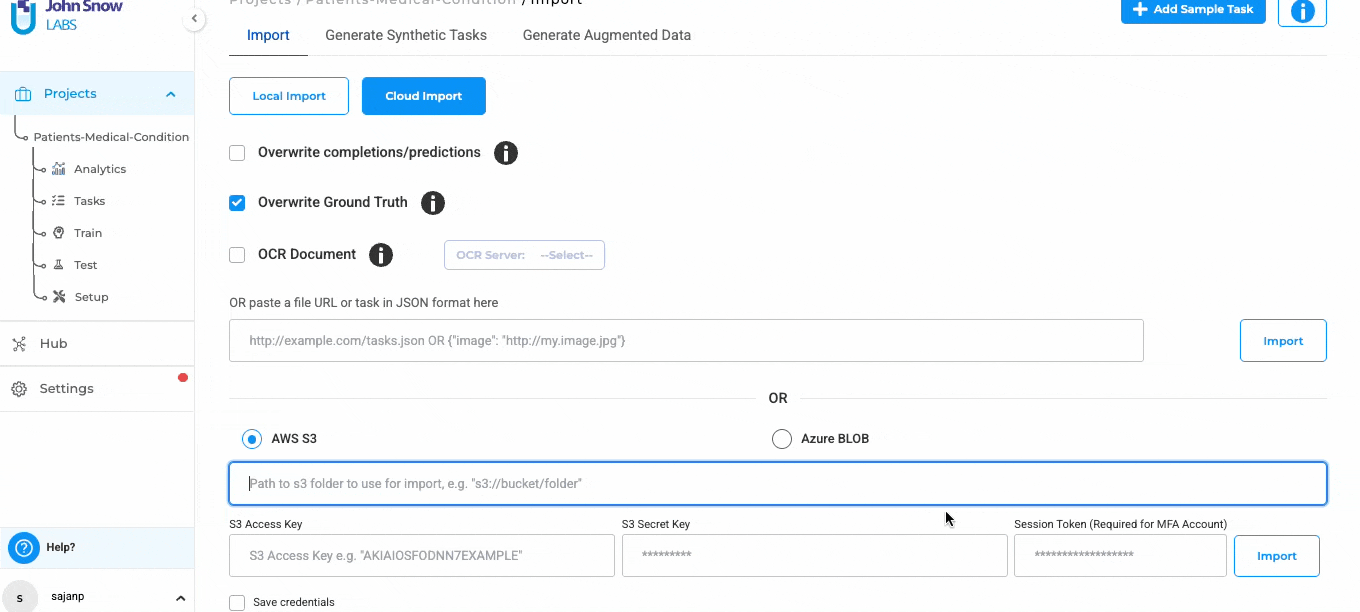 John Snow
LABS
Projects / Patients-Medical-Condition / Import
Add Sample Task
Import
Generate Synthetic Tasks
Generate Augmented Data
Projects
Patients-Medical-Condition
Analytics
Tasks
Train
Test
Setup
Hub
Settings
Help?
s
sajanp
Local Import
Cloud Import
Overwrite completions/predictions
Overwrite Ground Truth
OCR Document
OCR Server: --Select--
OR paste a file URL or task in JSON format here
http://example.com/tasks.json OR {"image": "http://my.image.jpg"}
Import
OR
AWS S3
Azure BLOB
Path to s3 folder to use for import, e.g. "s3://bucket/folder"
S3 Access Key
S3 Secret Key
Session Token (Required for MFA Account)
S3 Access Key e.g. "AKIAIOSFODNN7EXAMPLE"
*********
******************
Import
Save credentials